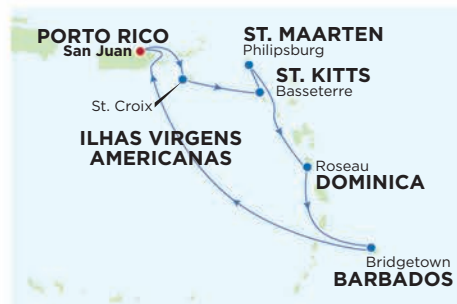 PORTO RICO
San Juan
ST. MAARTEN
Philipsburg
ST. KITTS
Basseterre
St. Croix
ILHAS VIRGENS
AMERICANAS
Roseau
DOMINICA
Bridgetown
BARBADOS